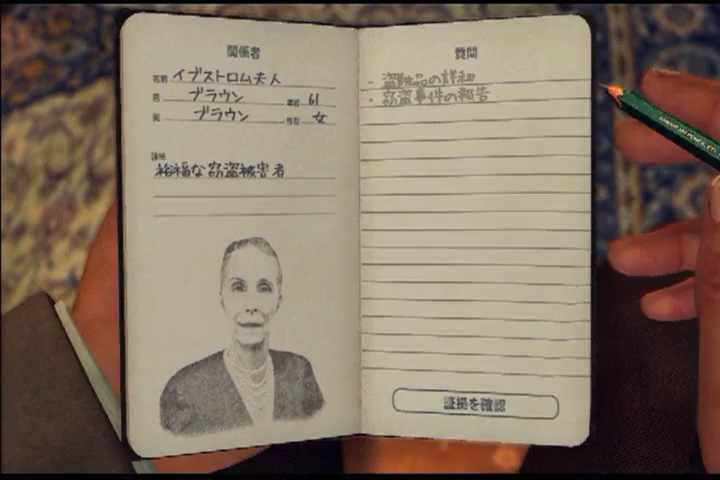 関係者
名前 イブストロム夫人
目 ブラウン 年齢 61
髪 ブラウン 性別 女
詳細
裕福な窃盗被害者
質問
- 盗難品の詳細
- 窃盗事件の報告
証拠を確認